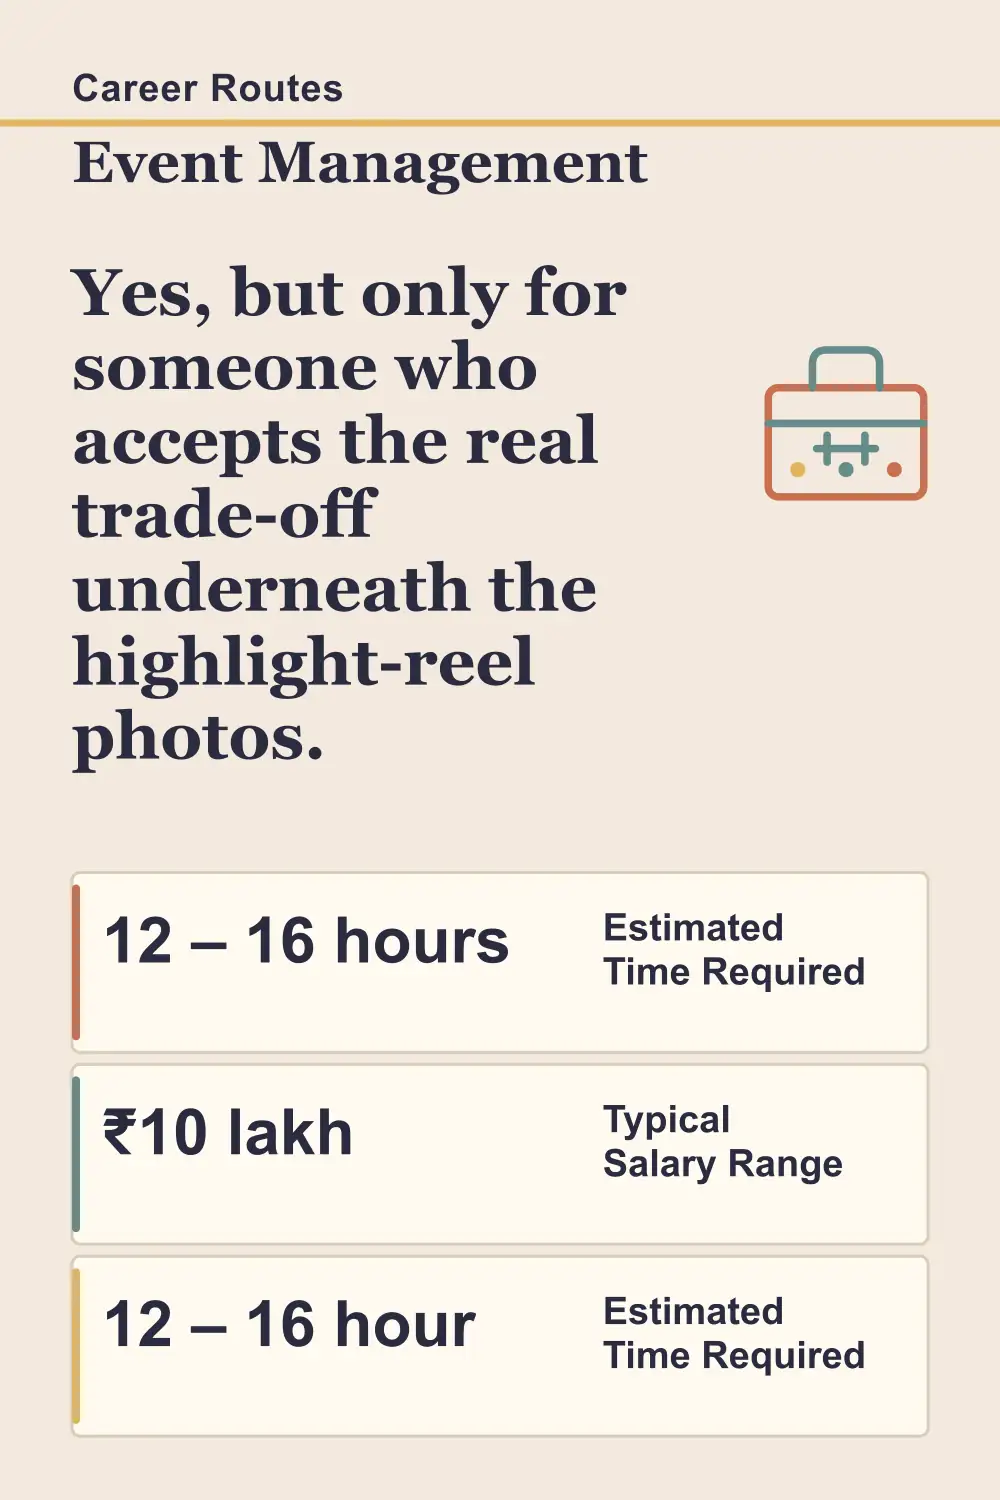 Career Routes
Event Management
Yes, but only for
someone who
accepts the real
trade-off
underneath the
highlight-reel
photos.
12 – 16 hours
Estimated
Time Required
₹10 lakh
Typical
Salary Range
12 – 16 hour
Estimated
Time Required